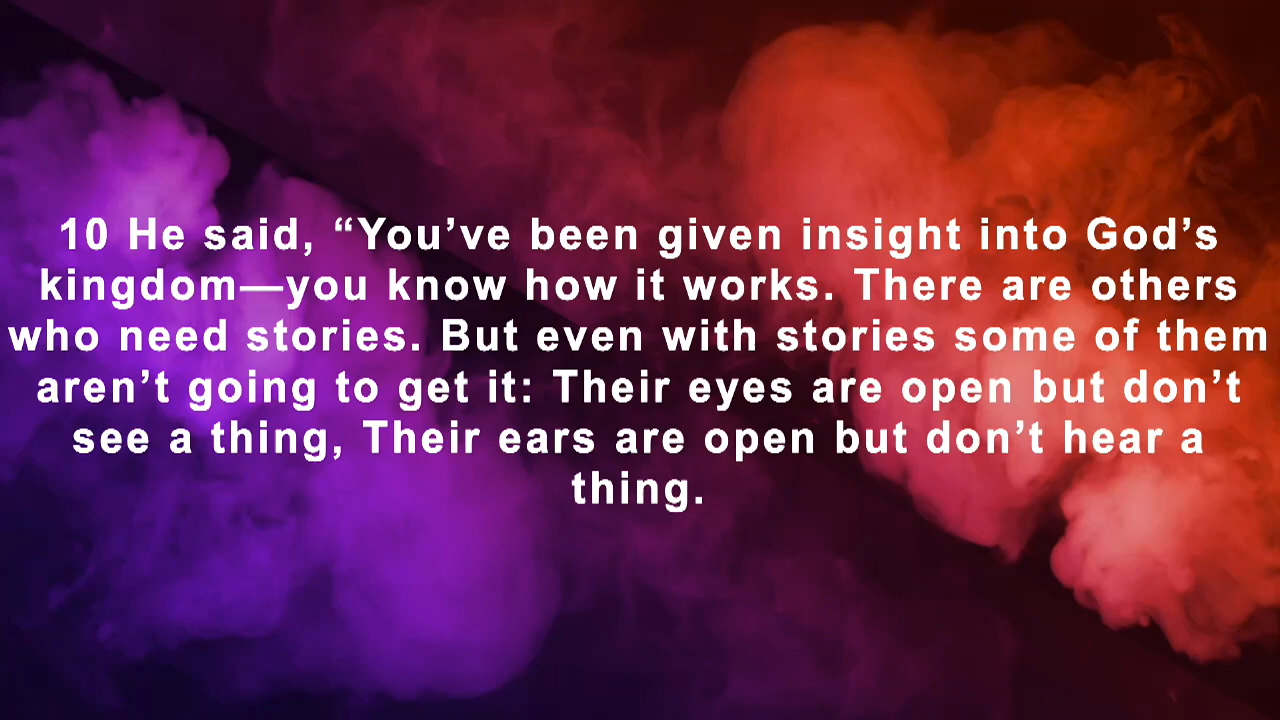 10 He said, “You’ve been given insight into God’s
kingdom—you know how it works. There are others
who need stories. But even with stories some of them
aren’t going to get it: Their eyes are open but don’t
see a thing, Their ears are open but don’t hear a
thing.